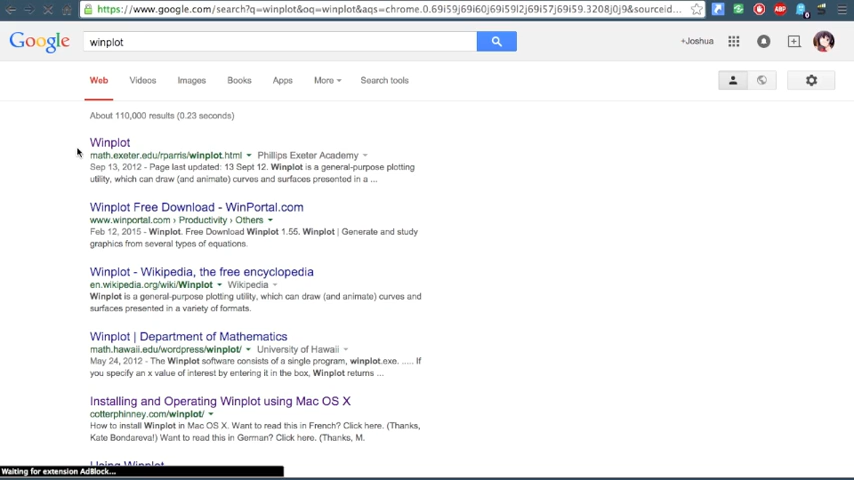 https://www.google.com/search?q=winplot&oq=winplot&aqs=chrome.0.69i59j69i60j69i59l2j69i57j69i59.3208j0j9&sourceid...
Google winplot +Joshua
Web Videos Images Books Apps More Search tools
About 110,000 results (0.23 seconds)
Winplot
math.exeter.edu/rparris/winplot.html Phillips Exeter Academy
Sep 13, 2012 - Page last updated: 13 Sept 12. Winplot is a general-purpose plotting
utility, which can draw (and animate) curves and surfaces presented in a ...
Winplot Free Download - WinPortal.com
www.winportal.com › Productivity › Others
Feb 12, 2015 - Winplot. Free Download Winplot 1.55. Winplot | Generate and study
graphics from several types of equations.
Winplot - Wikipedia, the free encyclopedia
en.wikipedia.org/wiki/Winplot Wikipedia
Winplot is a general-purpose plotting utility, which can draw (and animate) curves and
surfaces presented in a variety of formats.
Winplot | Department of Mathematics
math.hawaii.edu/wordpress/winplot/ University of Hawaii
May 24, 2012 - The Winplot software consists of a single program, winplot.exe. ..... If
you specify an x value of interest by entering it in the box, Winplot returns ...
Installing and Operating Winplot using Mac OS X
cotterphinney.com/winplot/
How to install Winplot in Mac OS X. Want to read this in French? Click here. (Thanks,
Kate Bondareva!) Want to read this in German? Click here. (Thanks, M.
Using Winplot
Waiting for extension AdBlock...